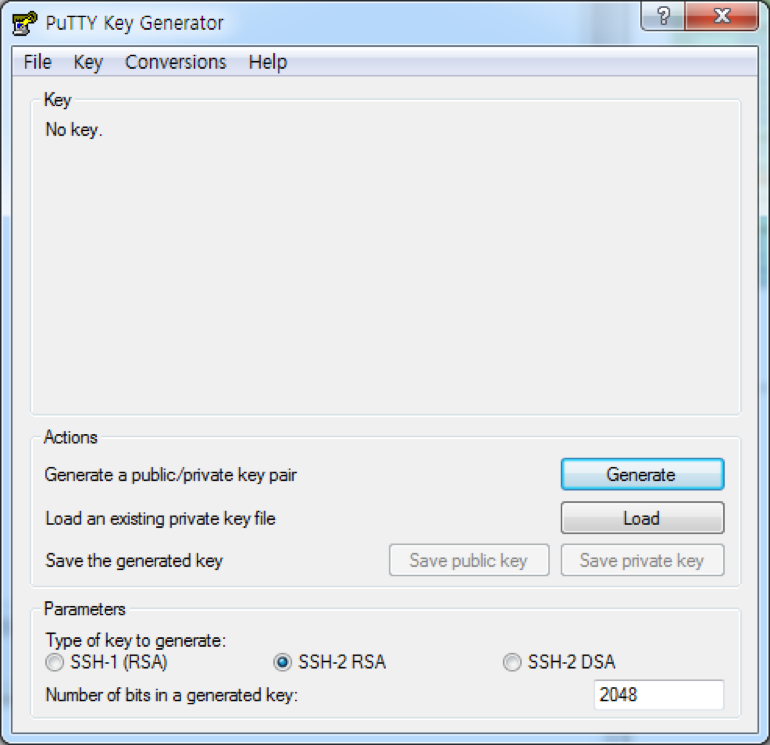 PuTTY Key Generator
?
File Key Conversions Help
Key
No key.
Actions
Generate a public/private key pair
Generate
Load an existing private key file
Load
Save the generated key
Save public key
Save private key
Parameters
Type of key to generate:
SSH-1 (RSA)
SSH-2 RSA
SSH-2 DSA
Number of bits in a generated key:
2048